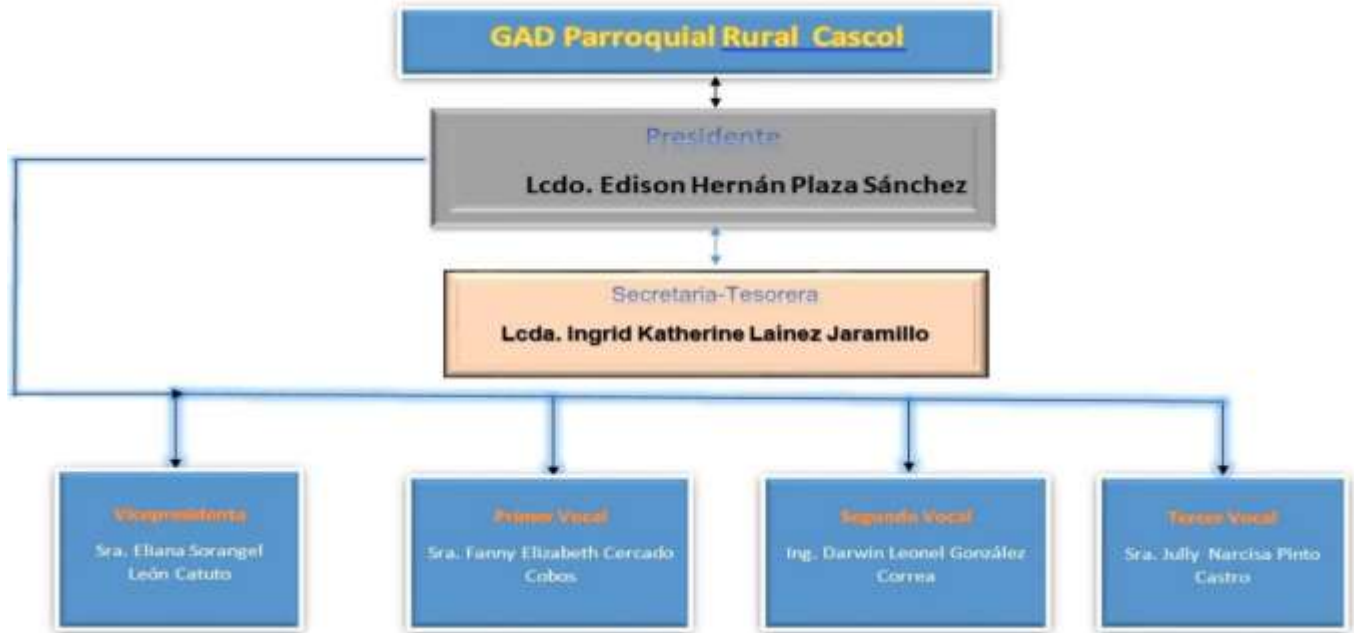 GAD Parroquial Rural Cascol
Presidente
Lcdo. Edison Hernán Plaza Sánchez
Secretaria-Tesorera
Lcda. Ingrid Katherine Lainez Jaramillo
Vicepresidenta
Sra. Eliana Sorangel
León Catuto
Primer Vocal
Sra. Fanny Elizabeth Cercado
Cobos
Segundo Vocal
Ing. Darwin Leonel González
Correa
Tercer Vocal
Sra. Jully Narcisa Pinto
Castro